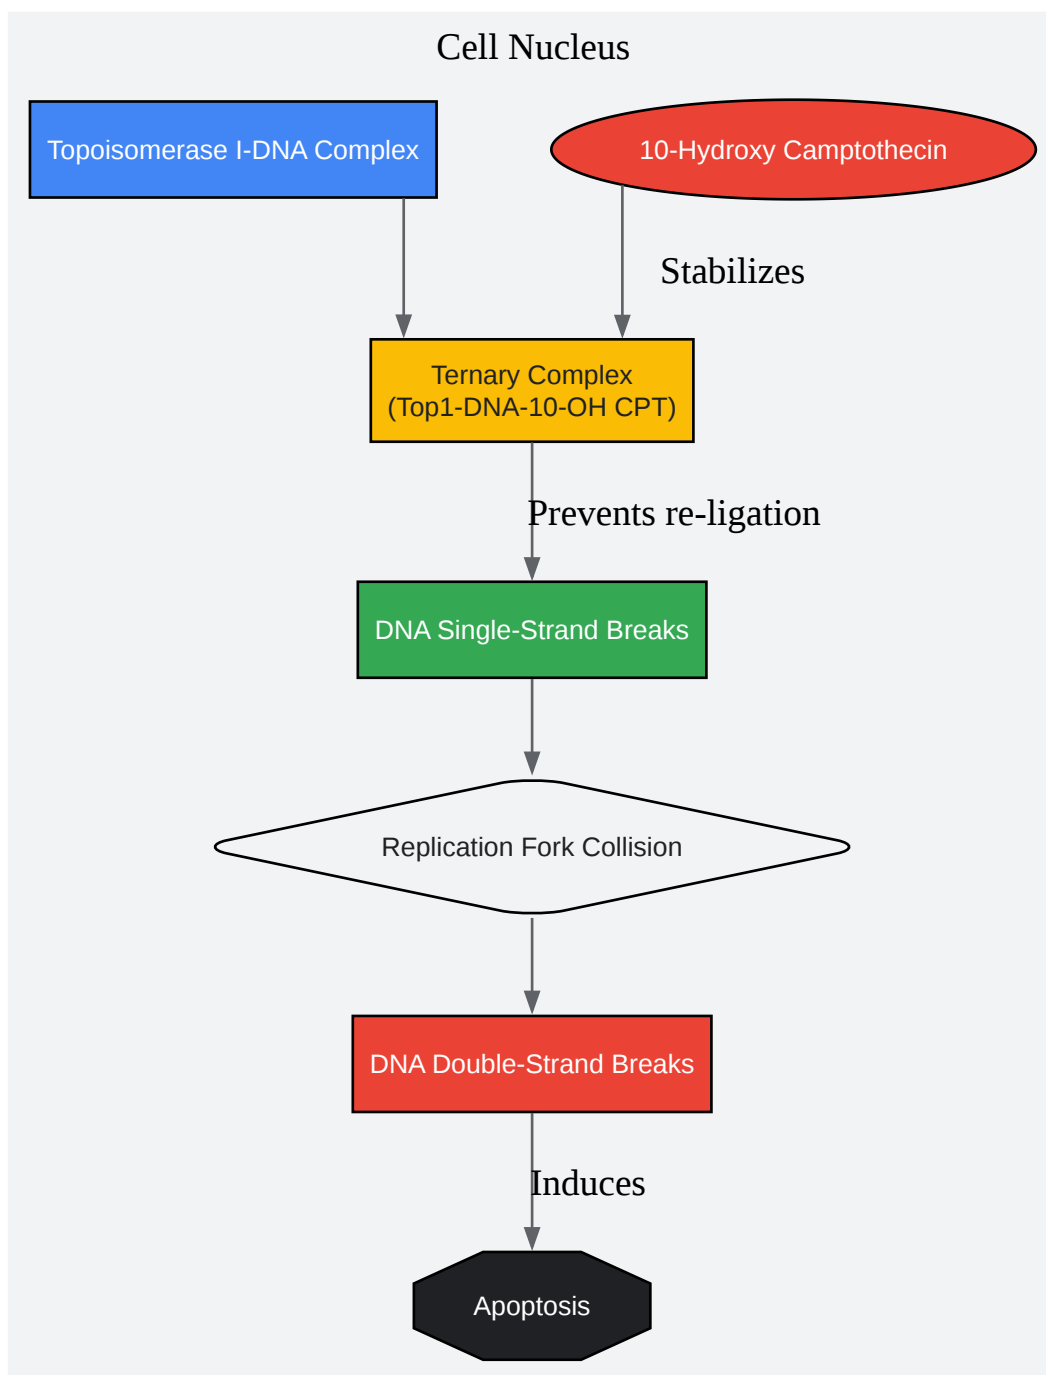 Cell Nucleus
Topoisomerase I-DNA Complex
10-Hydroxy Camptothecin
Stabilizes
Ternary Complex
(Top1-DNA-10-OH CPT)
Prevents re-ligation
DNA Single-Strand Breaks
Replication Fork Collision
DNA Double-Strand Breaks
Induces
Apoptosis